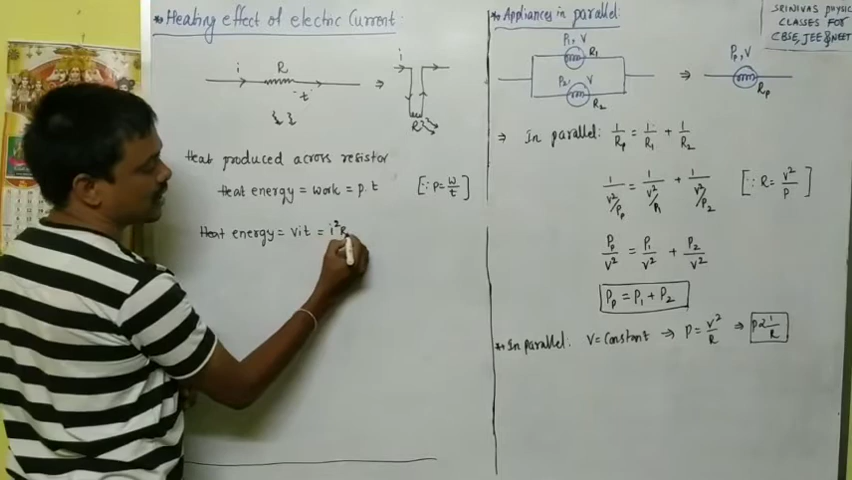 * Heating effect of electric Current:
i R t
i
R
Heat produced across resistor
Heat energy = work = p.t [∵ p = w/t]
Heat energy = vit = i²R
* Appliances in parallel:
P₁, V
R₁
P₂, V
R₂
⇒
Pₚ, V
Rₚ
⇒ In parallel: 1/Rₚ = 1/R₁ + 1/R₂
1/(V²/Pₚ) = 1/(V²/P₁) + 1/(V²/P₂) [∵ R = V²/P]
Pₚ/V² = P₁/V² + P₂/V²
Pₚ = P₁ + P₂
* In parallel: V = Constant → P = V²/R ⇒ P ∝ 1/R
SRINIVAS PHYSIC
CLASSES FOR
CBSE, JEE & NEET